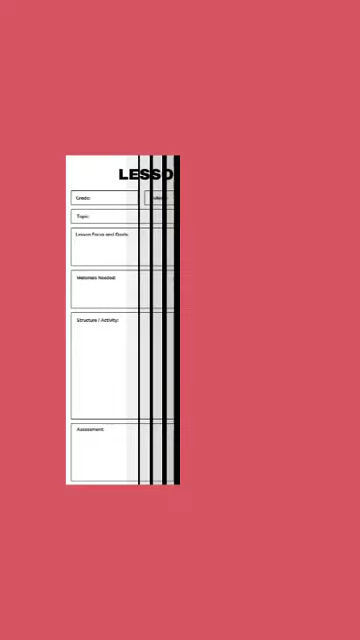 LESSO
Grade:
Topic:
Lesson Focus and Goals:
Materials Needed:
Structure / Activity:
Assessment: